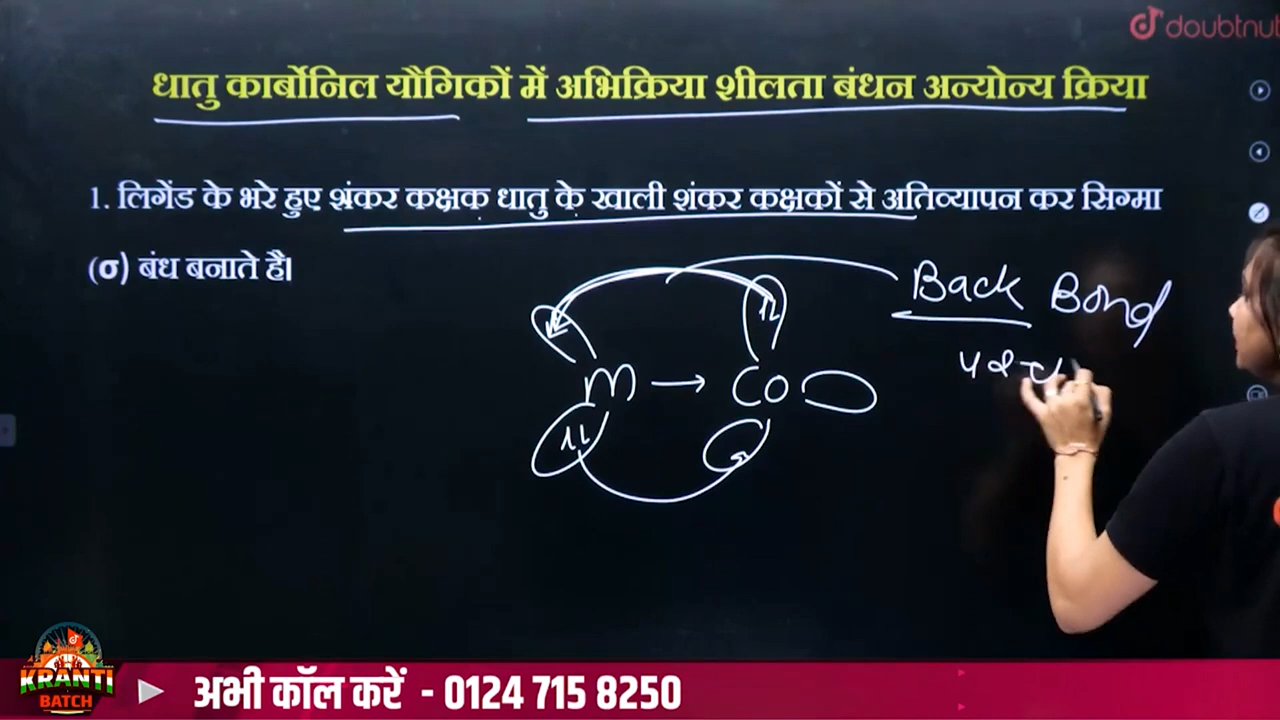 doubtnut
धातु कार्बोनिल यौगिकों में अभिक्रिया शीलता बंधन अन्योन्य क्रिया
1. लिगेंड के भरे हुए शंकर कक्षक धातु के खाली शंकर कक्षकों से अतिव्यापन कर सिग्मा
(σ) बंध बनाते है।
Back Bond
M → CO
KRANTI
BATCH
अभी कॉल करें - 0124 715 8250